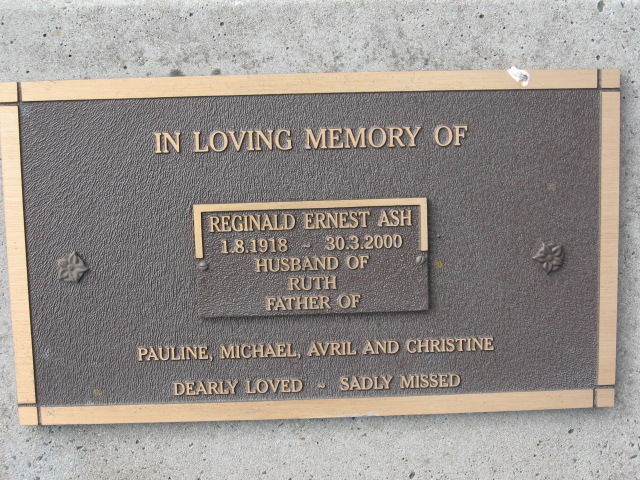 IN LOVING MEMORY OF
REGINALD ERNEST ASH
1.8.1918 ~ 30.3.2000
HUSBAND OF
RUTH
FATHER OF
PAULINE, MICHAEL, AVRIL AND CHRISTINE
DEARLY LOVED ~ SADLY MISSED